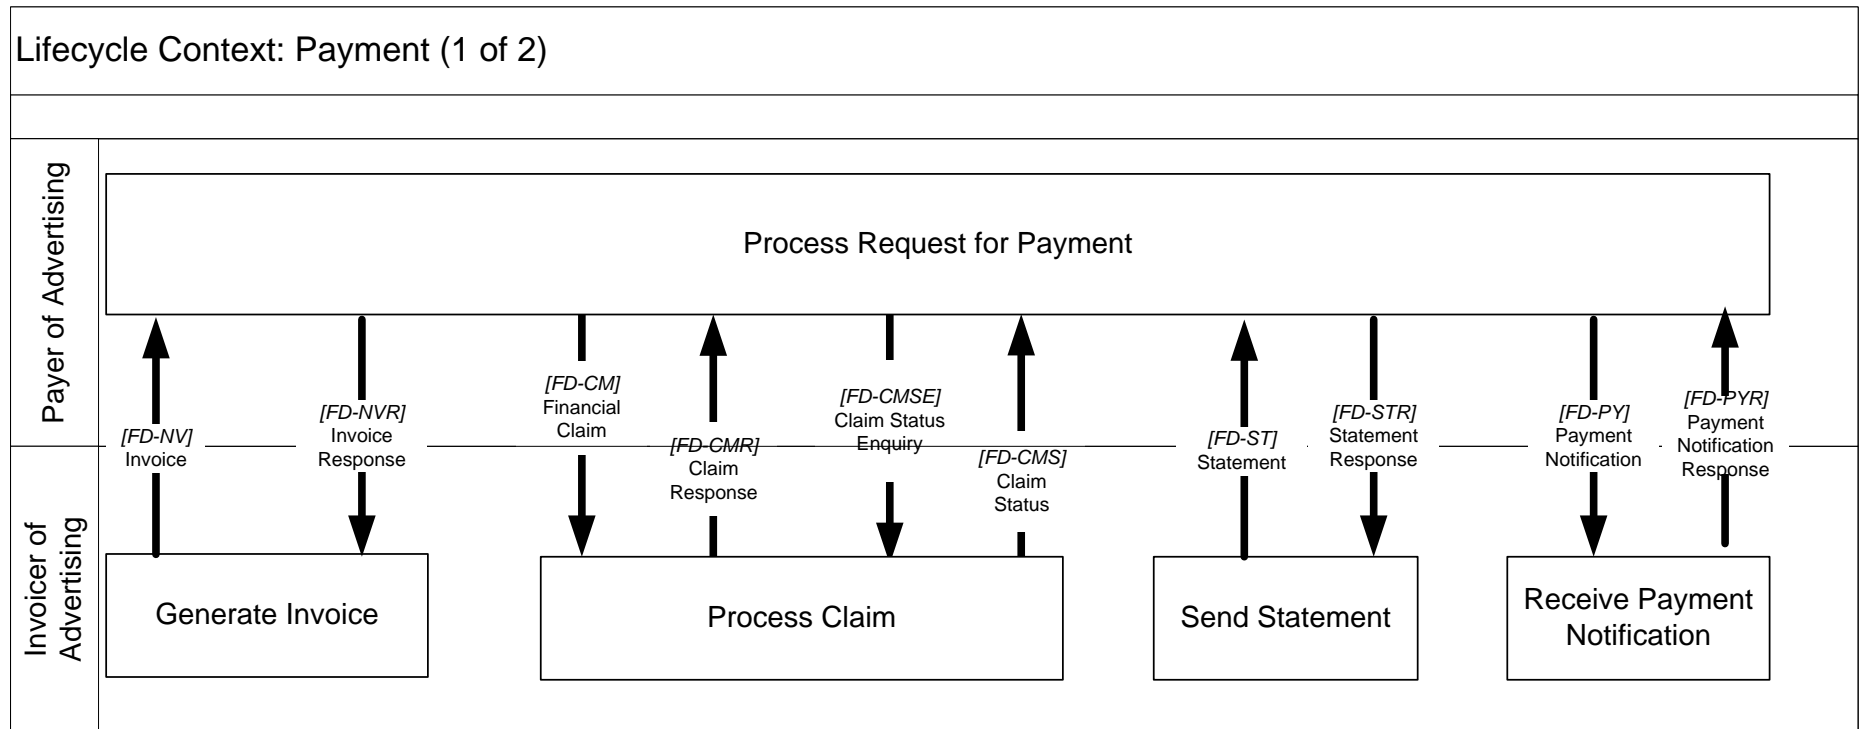 Lifecycle Context: Payment (1 of 2)
Payer of Advertising
Process Request for Payment
[FD-NV]
Invoice
[FD-NVR]
Invoice
Response
[FD-CM]
Financial
Claim
[FD-CMR]
Claim
Response
[FD-CMSE]
Claim Status
Enquiry
[FD-CMS]
Claim
Status
[FD-ST]
Statement
[FD-STR]
Statement
Response
[FD-PY]
Payment
Notification
[FD-PYR]
Payment
Notification
Response
Invoicer of
Advertising
Generate Invoice
Process Claim
Send Statement
Receive Payment
Notification